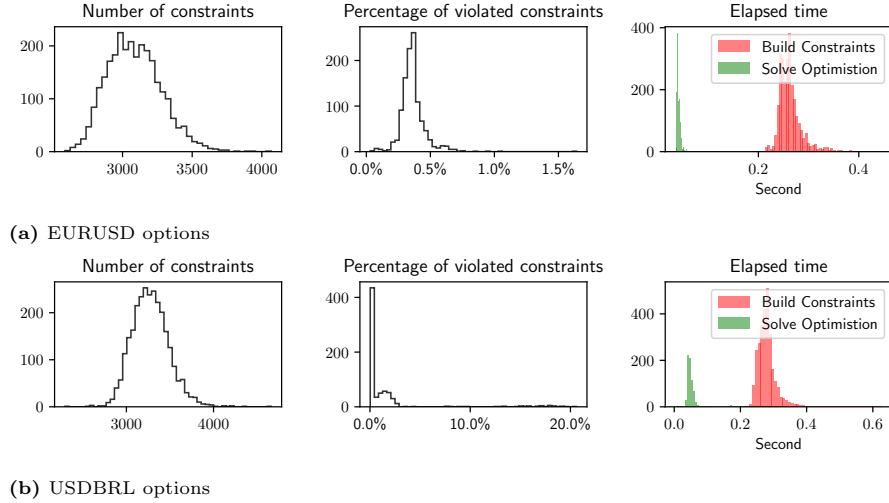 Number of constraints
Percentage of violated constraints
Elapsed time
200
100
0
3000
3500
4000
200
100
0
0.0%
0.5%
1.0%
1.5%
400
200
0
Build Constraints
Solve Optimistion
0.2
0.4
Second
(a) EURUSD options
Number of constraints
Percentage of violated constraints
Elapsed time
200
100
0
3000
4000
400
200
0
0.0%
10.0%
20.0%
400
200
0
Build Constraints
Solve Optimistion
0.0
0.2
0.4
0.6
Second
(b) USDBRL options